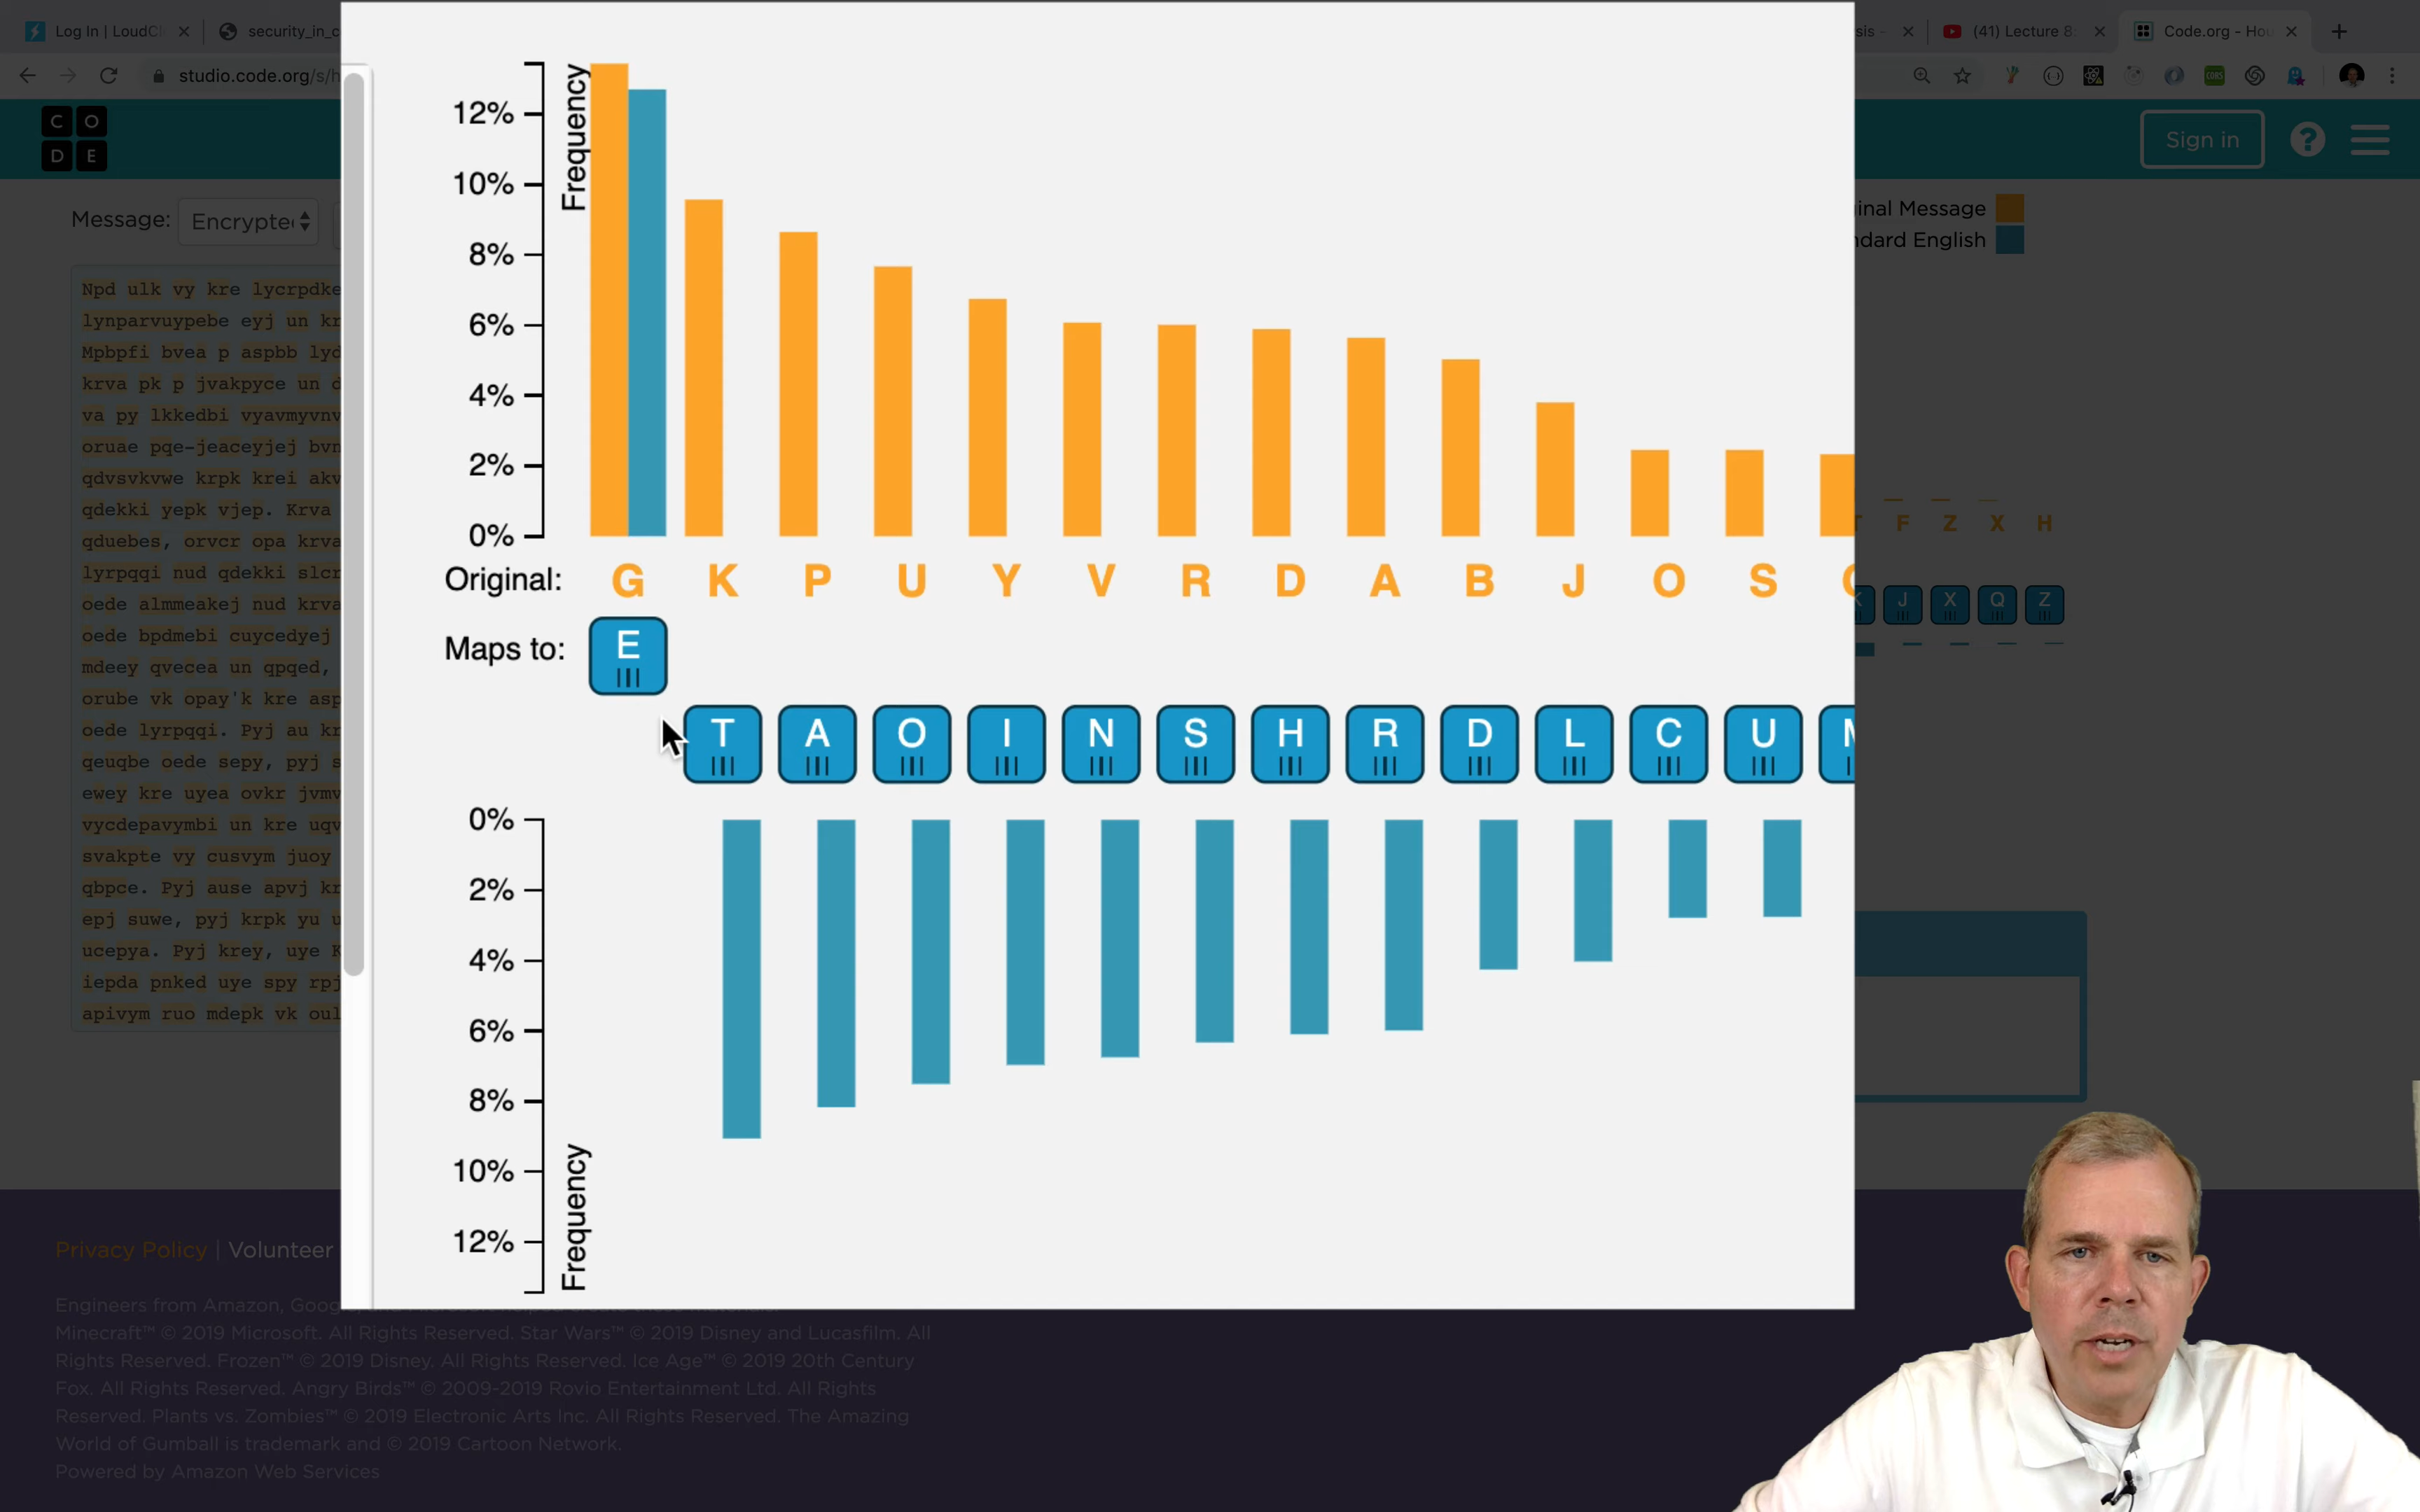 Log In | LoudCl
security_in_c
sis -
(41) Lecture 8
Code.org - Hou
studio.code.org/s/h
CORS
C O
D E
Sign in
?
Message:
Encrypte
inal Message
dard English
Npd ulk vy kre lycrpdke
lynparvuypebe eyj un kr
Mpbpfi bvea p aspbb lyd
krva pk p jvakpyce un d
va py lkkedbi vyavmyvnv
oruae pqe-jeaceyjej bvn
qdvsvkvwe krpk krei akv
qdekki yepk vjep. Krva
qduebes, orvcr opa krva
lyrpqqi nud qdekki slcr
oede almmeakej nud krva
oede bpdmebi cuycedyej
mdeey qvecea un qpqed,
orube vk opay'k kre asp
oede lyrpqqi. Pyj au kr
qeuqbe oede sepy, pyj s
ewey kre uyea ovkr jvmv
vycdepavymbi un kre uqv
svakpte vy cusvym juoy
qbpce. Pyj ause apvj kr
epj suwe, pyj krpk yu u
ucepya. Pyj krey, uye K
iepda pnked uye spy rpj
apivym ruo mdepk vk oul
Frequency
12%
10%
8%
6%
4%
2%
0%
Original: G K P U Y V R D A B J O S
F Z X H
Maps to: E
J X Q Z
T A O I N S H R D L C U
0%
2%
4%
6%
8%
10%
12%
Frequency
Privacy Policy | Volunteer
Engineers from Amazon, Goog
Minecraft™ © 2019 Microsoft. All Rights Reserved. Star Wars™ © 2019 Disney and Lucasfilm. All
Rights Reserved. Frozen™ © 2019 Disney. All Rights Reserved. Ice Age™ © 2019 20th Century
Fox. All Rights Reserved. Angry Birds™ © 2009-2019 Rovio Entertainment Ltd. All Rights
Reserved. Plants vs. Zombies™ © 2019 Electronic Arts Inc. All Rights Reserved. The Amazing
World of Gumball is trademark and © 2019 Cartoon Network.
Powered by Amazon Web Services